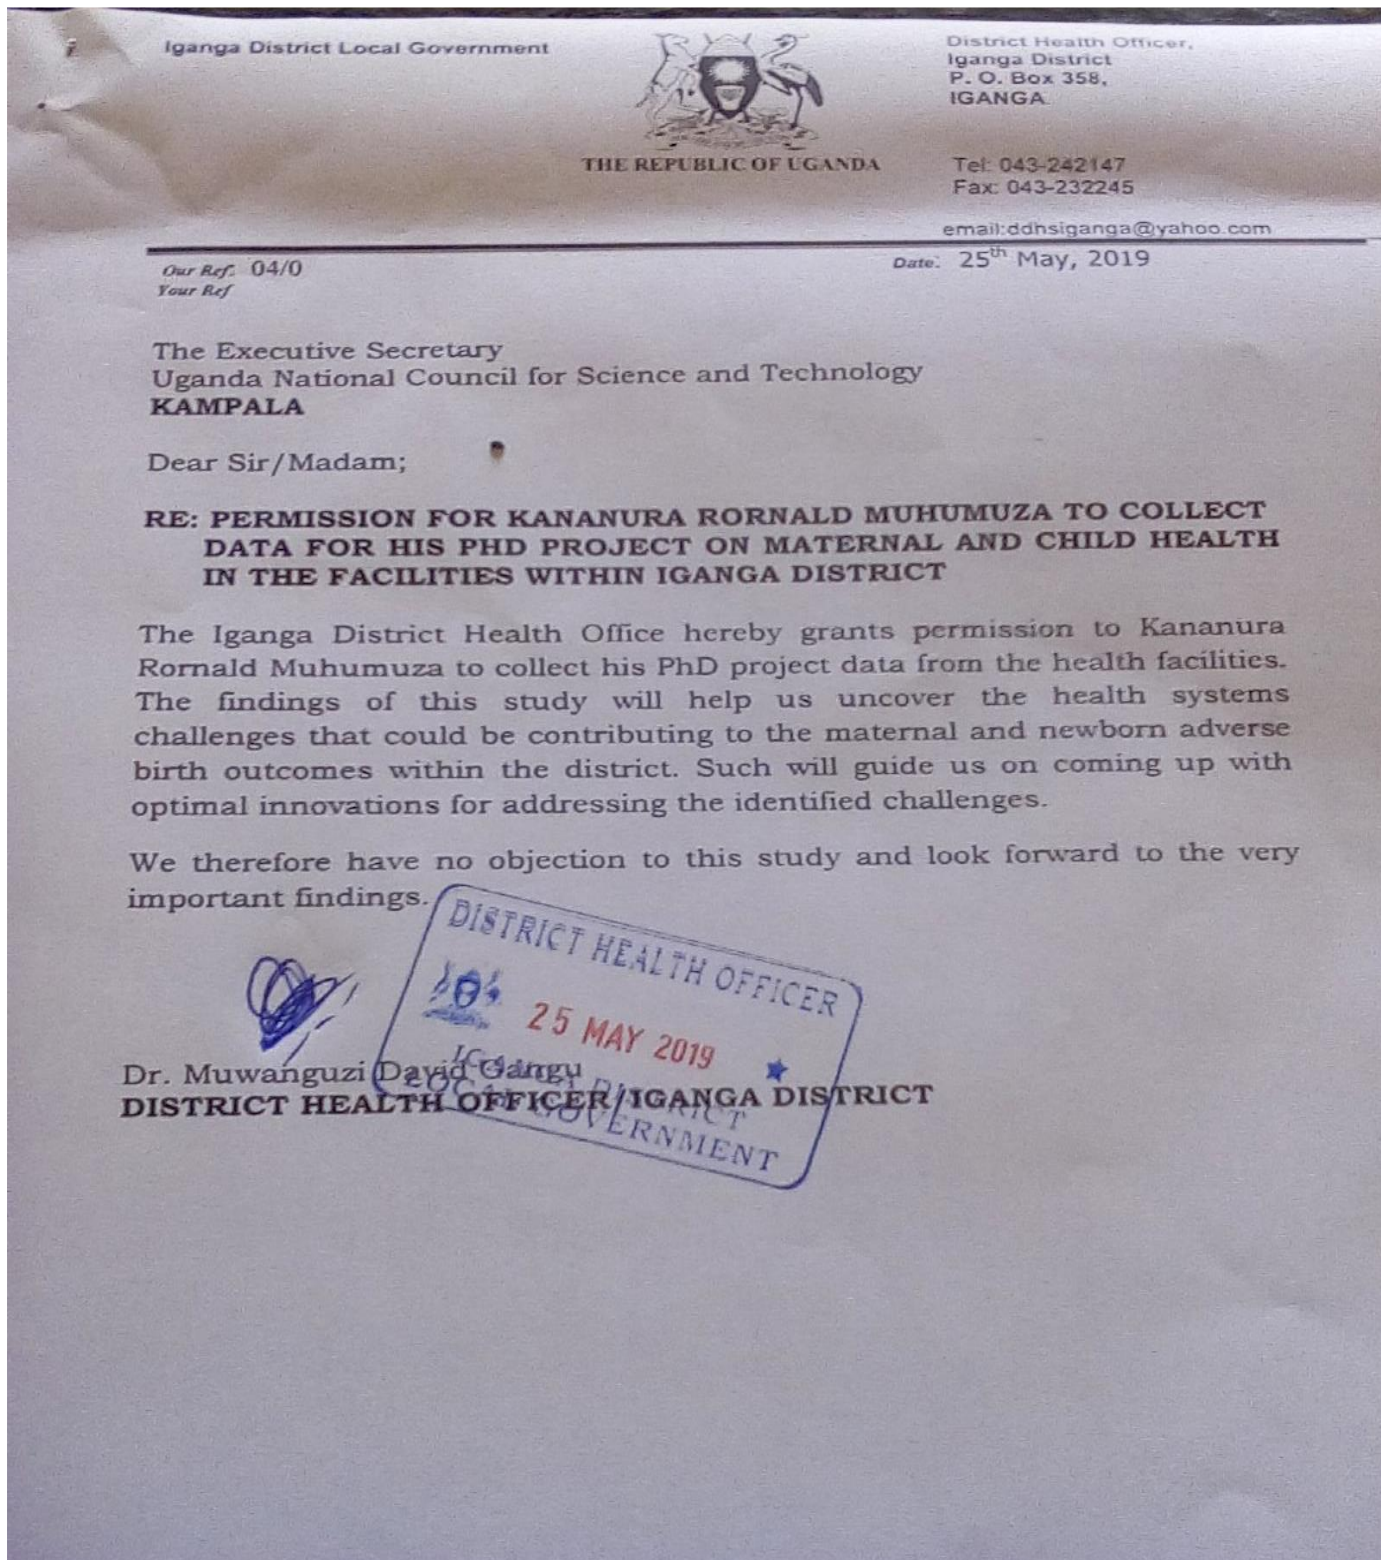 Iganga District Local Government
THE REPUBLIC OF UGANDA
District Health Officer,
Iganga District
P. O. Box 358,
IGANGA
Tel: 043-242147
Fax: 043-232245
email:ddhsiganga@yahoo.com
Our Ref: 04/0
Your Ref
Date: 25th May, 2019
The Executive Secretary
Uganda National Council for Science and Technology
KAMPALA
Dear Sir/Madam;
RE: PERMISSION FOR KANANURA RORNALD MUHUMUZA TO COLLECT
DATA FOR HIS PHD PROJECT ON MATERNAL AND CHILD HEALTH
IN THE FACILITIES WITHIN IGANGA DISTRICT
The Iganga District Health Office hereby grants permission to Kananura
Rornald Muhumuza to collect his PhD project data from the health facilities.
The findings of this study will help us uncover the health systems
challenges that could be contributing to the maternal and newborn adverse
birth outcomes within the district. Such will guide us on coming up with
optimal innovations for addressing the identified challenges.
We therefore have no objection to this study and look forward to the very
important findings.
DISTRICT HEALTH OFFICER
25 MAY 2019
IGANGA DISTRICT
LOCAL GOVERNMENT
Dr. Muwanguzi David Gangu
DISTRICT HEALTH OFFICER/IGANGA DISTRICT